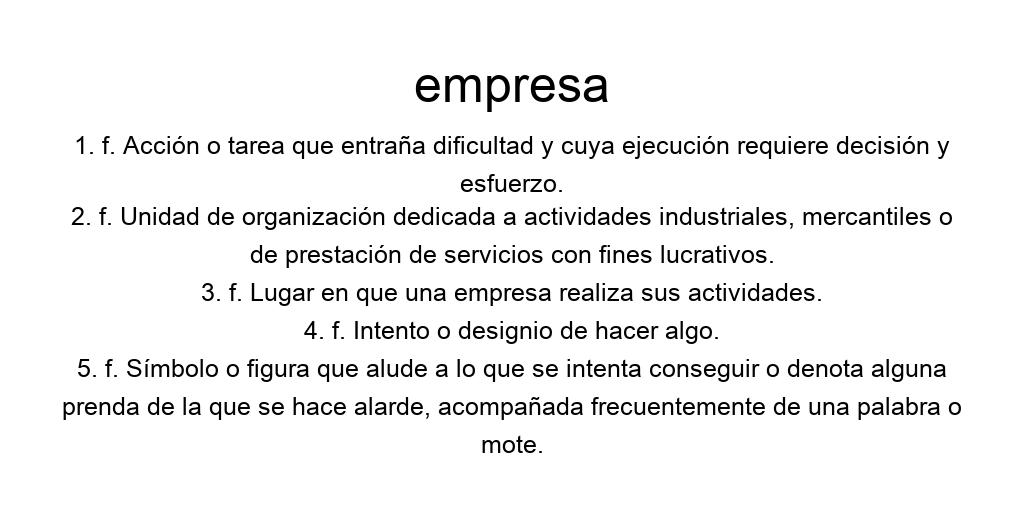 empresa
1. f. Acción o tarea que entraña dificultad y cuya ejecución requiere decisión y
esfuerzo.
2. f. Unidad de organización dedicada a actividades industriales, mercantiles o
de prestación de servicios con fines lucrativos.
3. f. Lugar en que una empresa realiza sus actividades.
4. f. Intento o designio de hacer algo.
5. f. Símbolo o figura que alude a lo que se intenta conseguir o denota alguna
prenda de la que se hace alarde, acompañada frecuentemente de una palabra o
mote.